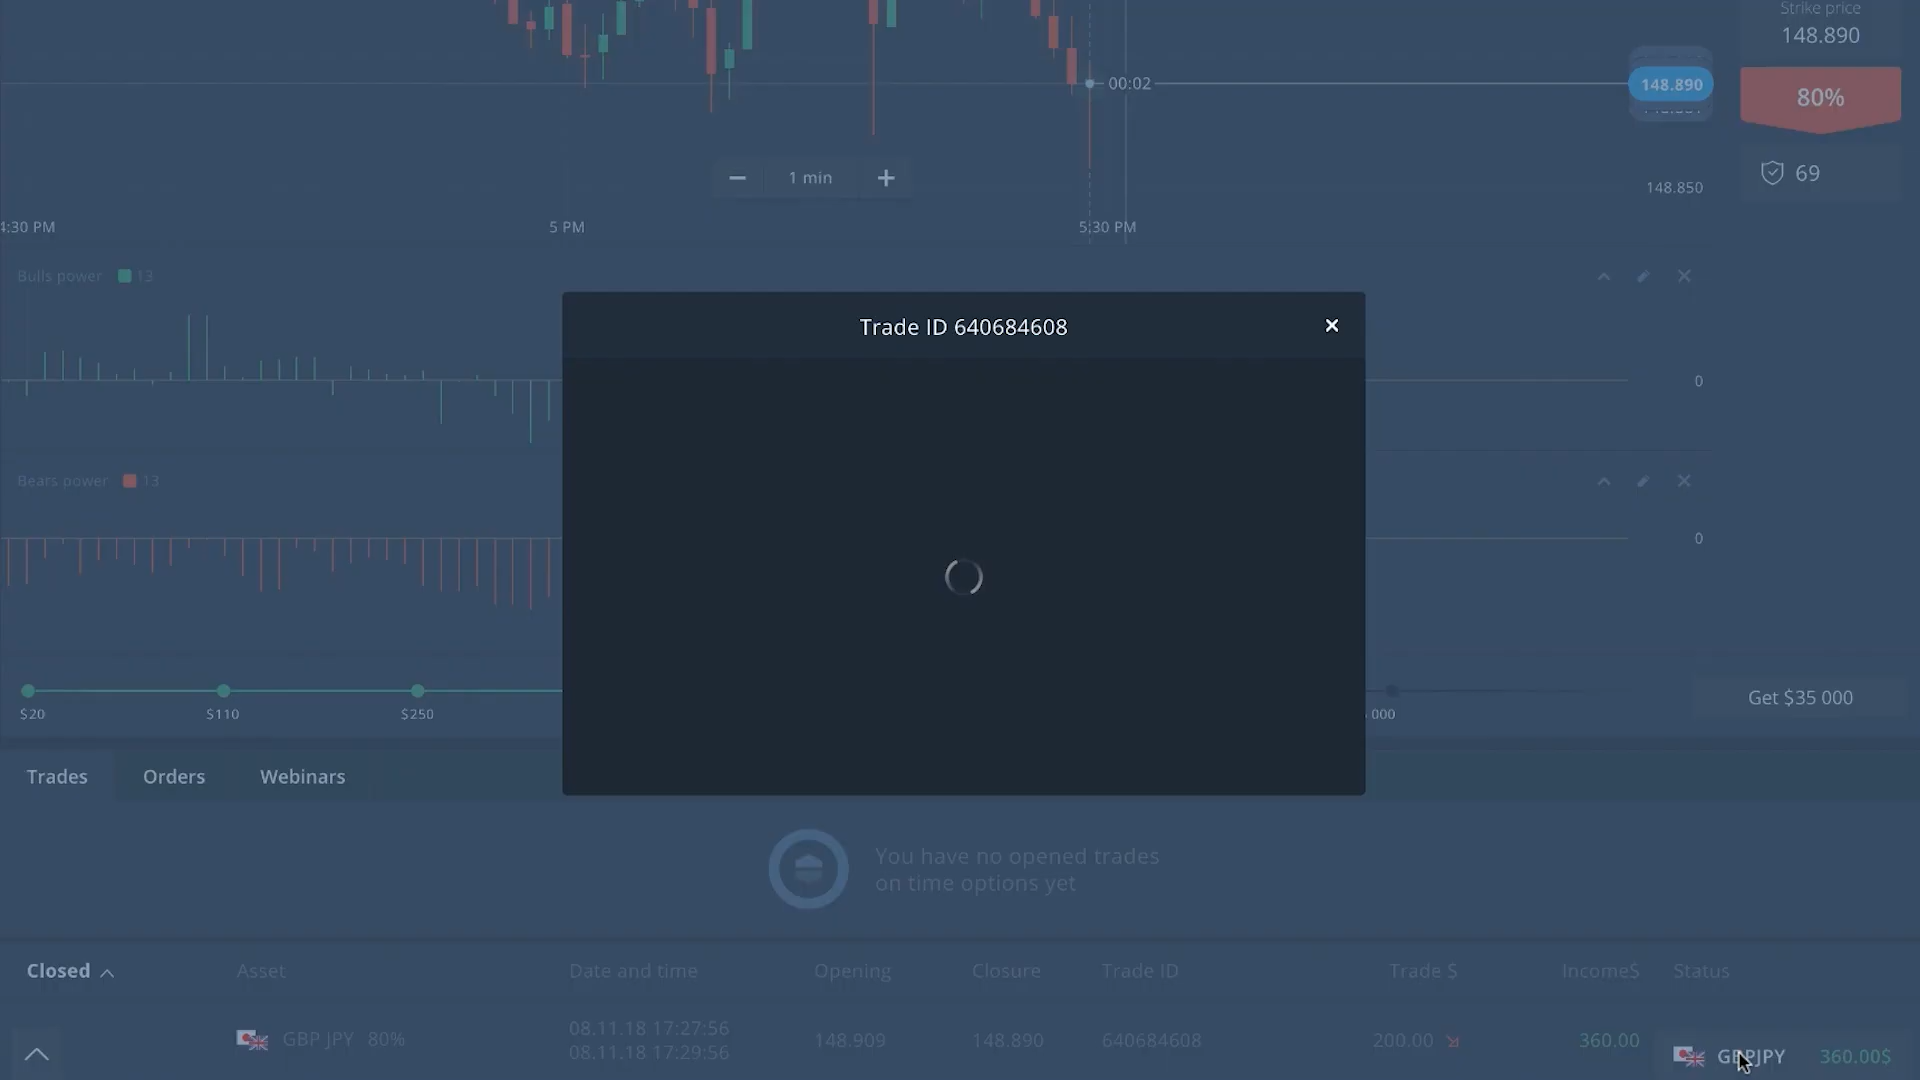 Strike price
148.890
00:02
148.890
80%
69
1 min
148.850
4:30 PM
5 PM
5:30 PM
Bulls power 13
Trade ID 640684608
0
Bears power 13
0
$20
$110
$250
000
Get $35 000
Trades
Orders
Webinars
You have no opened trades
on time options yet
Closed
Asset
Date and time
Opening
Closure
Trade ID
Trade $
Income$
Status
GBP JPY 80%
08.11.18 17:27:56
08.11.18 17:29:56
148.909
148.890
640684608
200.00
360.00
GBPJPY
360.00$